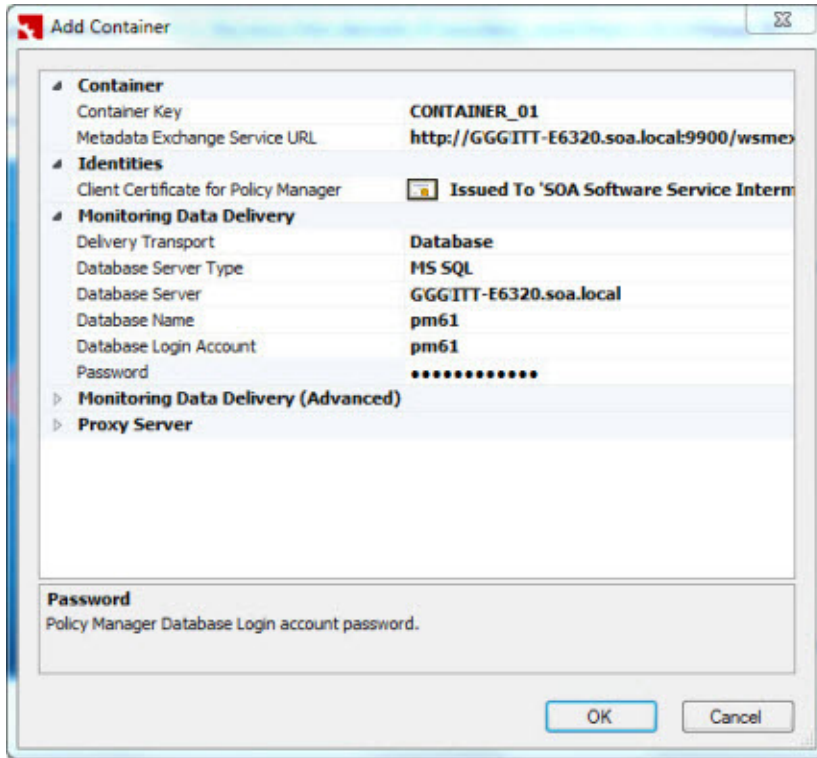 Add Container
Container
Container Key CONTAINER_01
Metadata Exchange Service URL http://GGGITT-E6320.soa.local:9900/wsmex
Identities
Client Certificate for Policy Manager Issued To 'SOA Software Service Interm
Monitoring Data Delivery
Delivery Transport Database
Database Server Type MS SQL
Database Server GGGITT-E6320.soa.local
Database Name pm61
Database Login Account pm61
Password ••••••••••••
Monitoring Data Delivery (Advanced)
Proxy Server
Password
Policy Manager Database Login account password.
OK Cancel